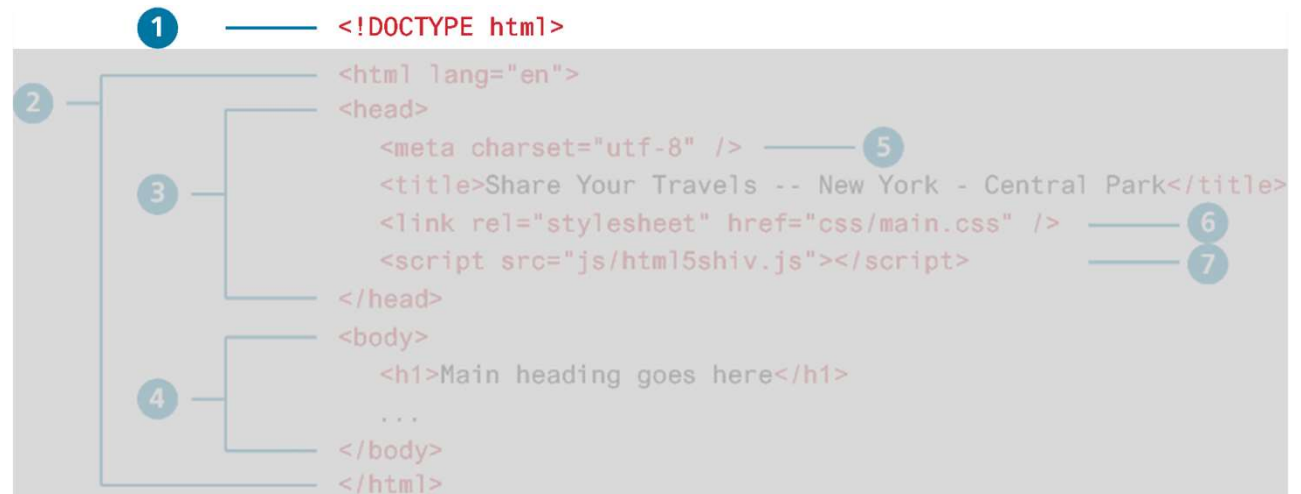 1 <!DOCTYPE html>
<html lang="en">
2 <head>
<meta charset="utf-8" /> 5
3 <title>Share Your Travels -- New York - Central Park</title>
<link rel="stylesheet" href="css/main.css" /> 6
<script src="js/html5shiv.js"></script> 7
</head>
<body>
<h1>Main heading goes here</h1>
4 ...
</body>
</html>